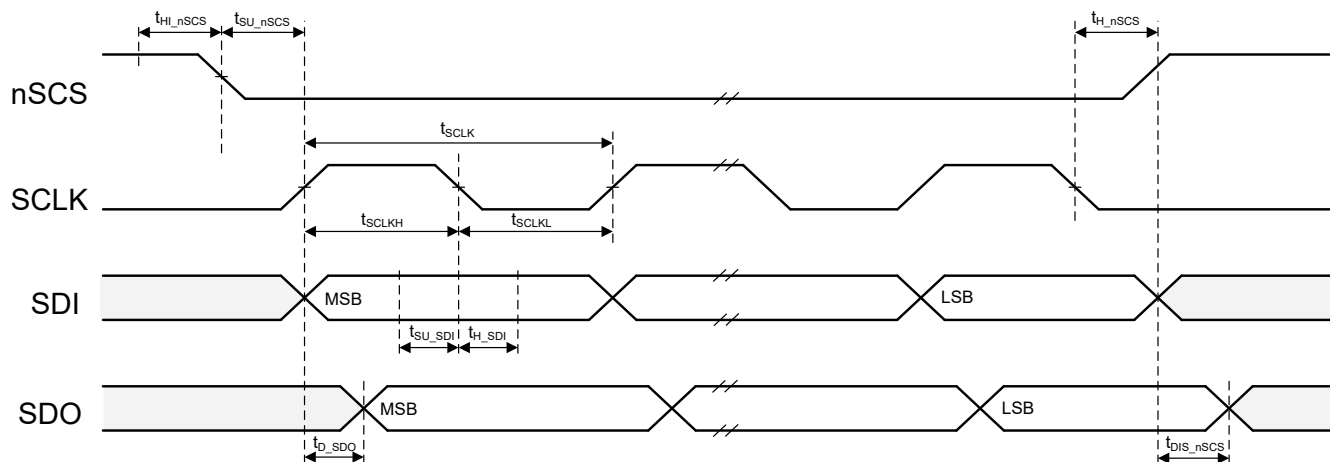 tHI_nSCS tSU_nSCS tH_nSCS
nSCS
tSCLK
SCLK
tSCLKH tSCLKL
SDI MSB LSB
tSU_SDI tH_SDI
SDO MSB LSB
tD_SDO tDIS_nSCS